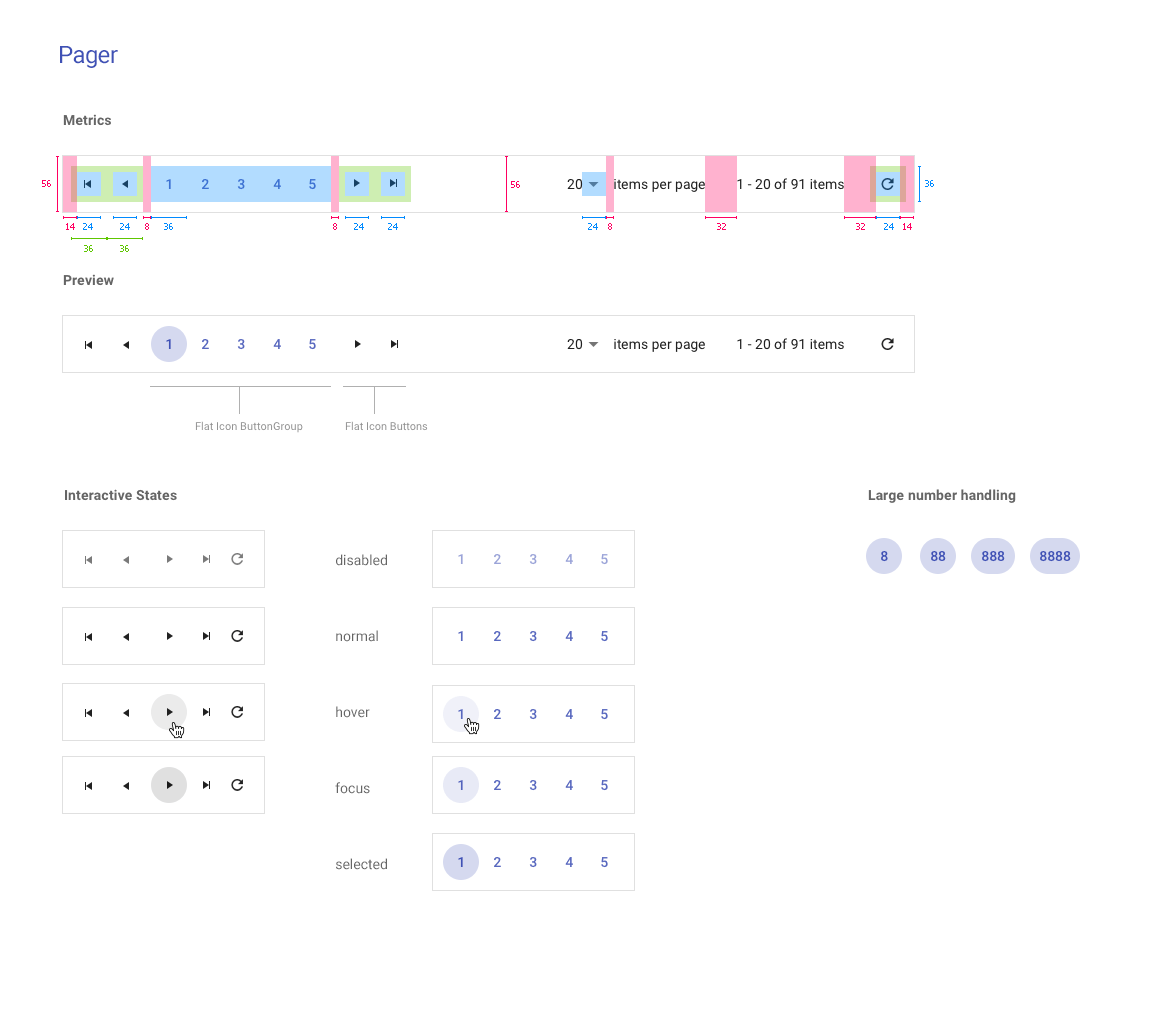 Pager
Metrics
56 1 2 3 4 5 56 20 items per page 1 - 20 of 91 items 36
14 24 24 8 36 8 24 24 24 8 32 32 24 14
36 36
Preview
1 2 3 4 5 20 items per page 1 - 20 of 91 items
Flat Icon ButtonGroup Flat Icon Buttons
Interactive States Large number handling
disabled 1 2 3 4 5 8 88 888 8888
normal 1 2 3 4 5
hover 1 2 3 4 5
focus 1 2 3 4 5
selected 1 2 3 4 5